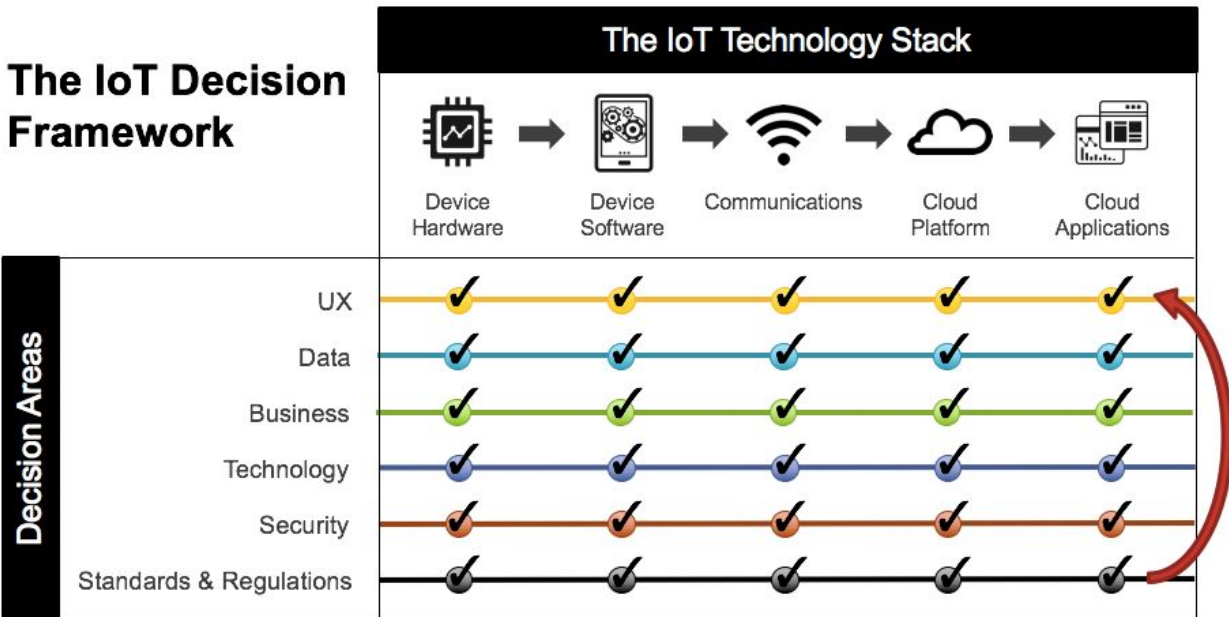 The IoT Decision
Framework
The IoT Technology Stack
Device
Hardware
Device
Software
Communications
Cloud
Platform
Cloud
Applications
Decision Areas
UX
Data
Business
Technology
Security
Standards & Regulations